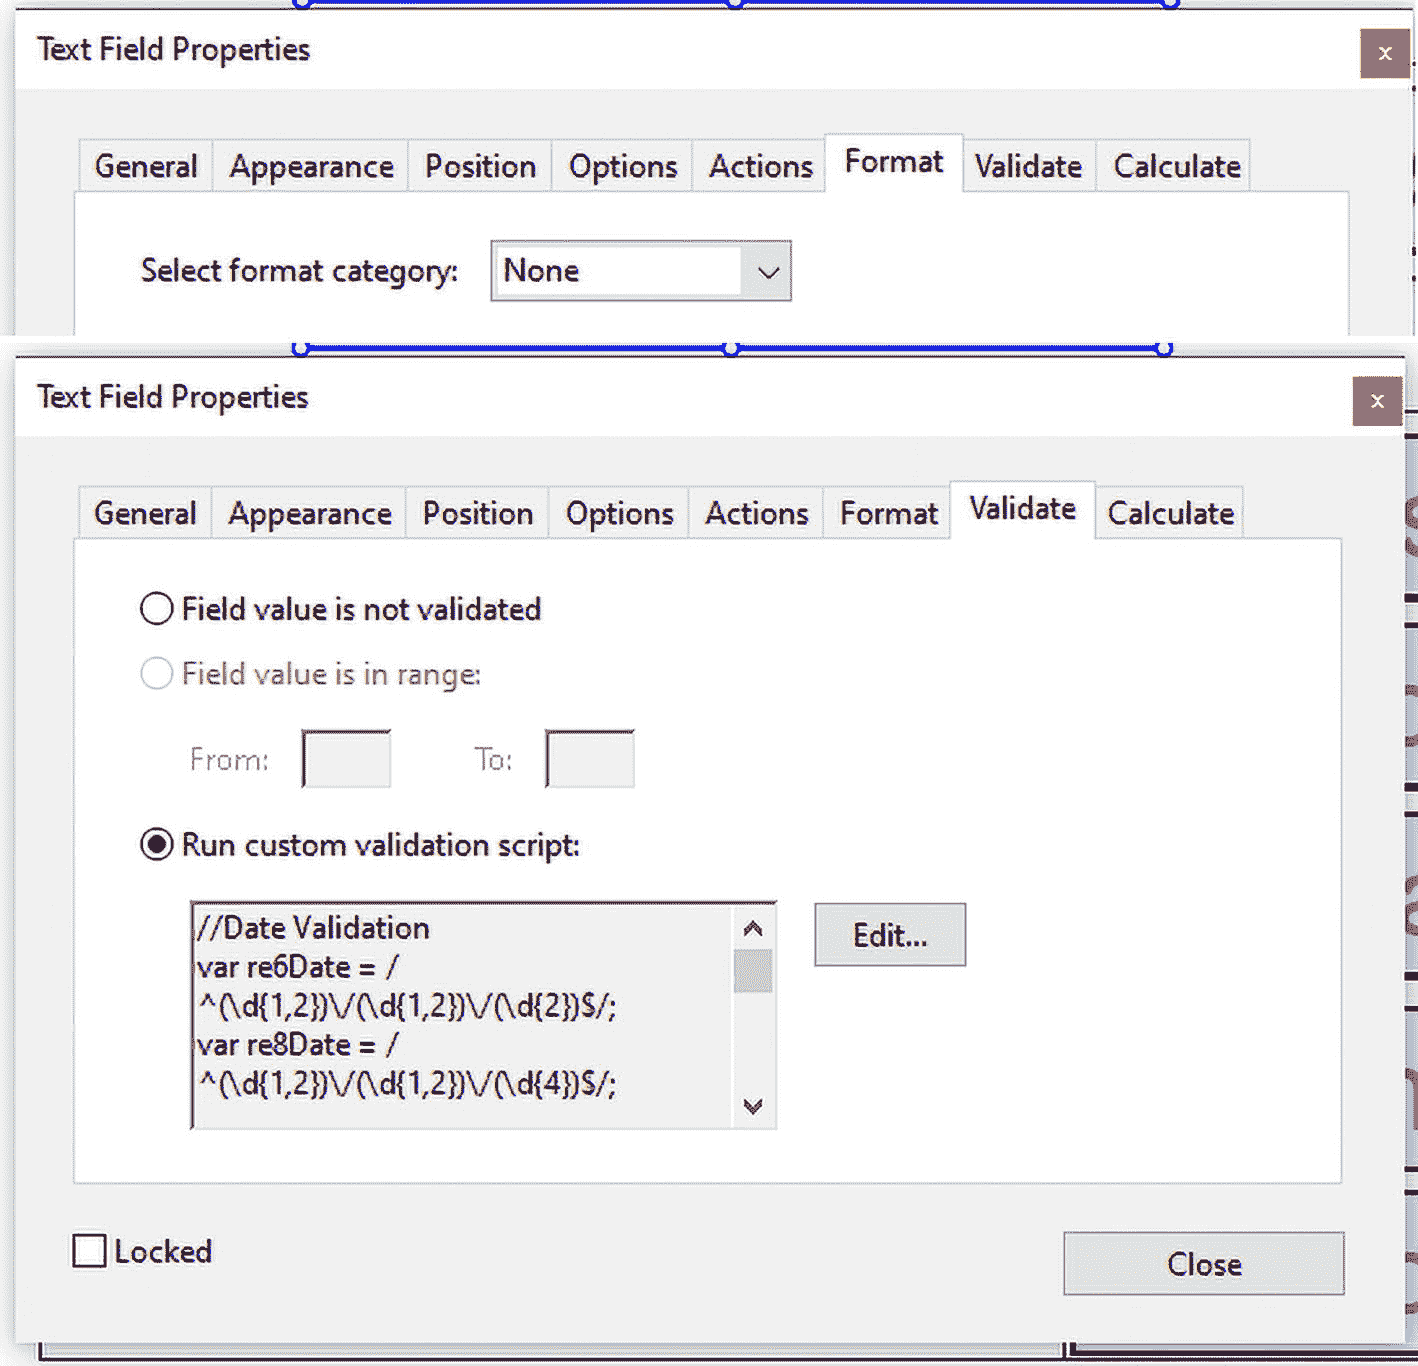 Text Field Properties
x
General Appearance Position Options Actions Format Validate Calculate
Select format category: None
Text Field Properties
x
General Appearance Position Options Actions Format Validate Calculate
Field value is not validated
Field value is in range:
From: To:
Run custom validation script:
//Date Validation
var re6Date = /
^(\d{1,2})\/(\d{1,2})\/(\d{2})$/;
var re8Date = /
^(\d{1,2})\/(\d{1,2})\/(\d{4})$/;
Edit...
Locked
Close